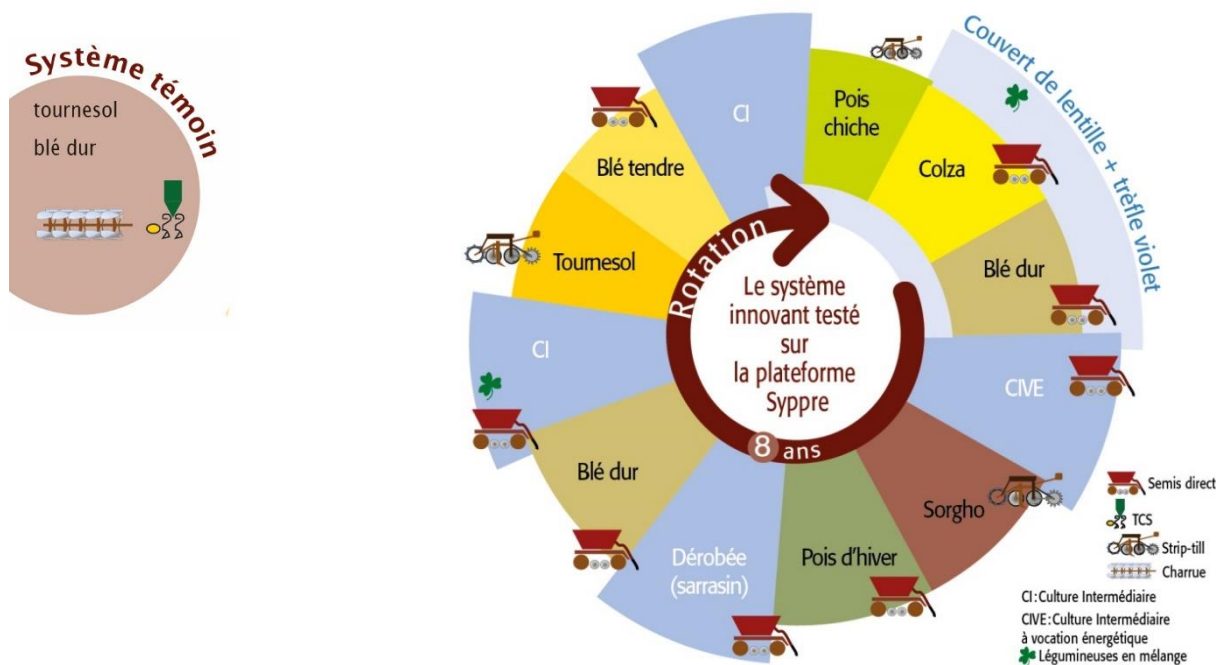 Système témoin
tournesol
blé dur
CI
Pois
chiche
Colza
Couvert de lentille + trèfle violet
Blé dur
CIVE
Sorgho
Pois d'hiver
Dérobée
(sarrasin)
Blé dur
CI
Tournesol
Blé tendre
Rotation
Le système
innovant testé
sur
la plateforme
Syppre
8 ans
Semis direct
TCS
Strip-till
Charrue
CI : Culture Intermédiaire
CIVE : Culture Intermédiaire
à vocation énergétique
Légumineuses en mélange